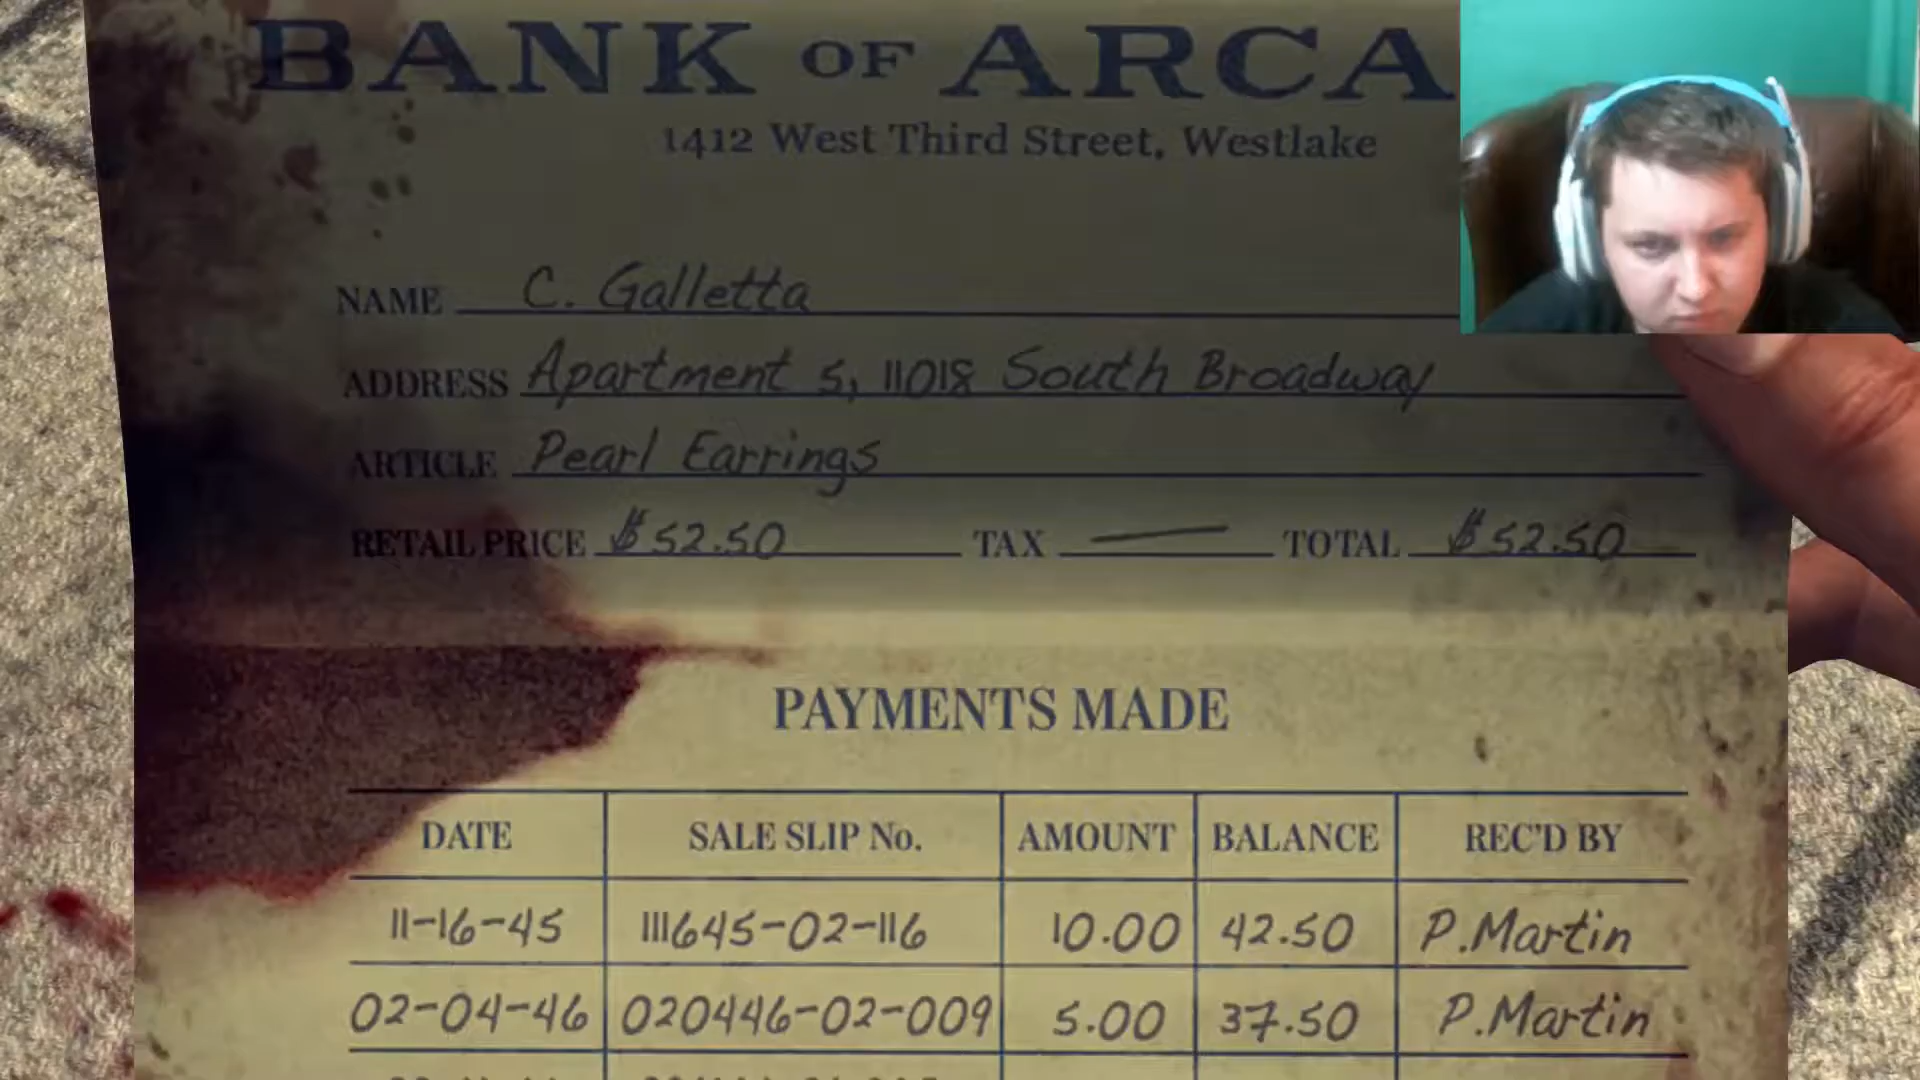 BANK OF ARCA
1412 West Third Street, Westlake
NAME C. Galletta
ADDRESS Apartment 5, 11018 South Broadway
ARTICLE Pearl Earrings
RETAIL PRICE $52.50 TAX — TOTAL $52.50
PAYMENTS MADE
DATE SALE SLIP No. AMOUNT BALANCE REC'D BY
11-16-45 111645-02-116 10.00 42.50 P.Martin
02-04-46 020446-02-009 5.00 37.50 P.Martin